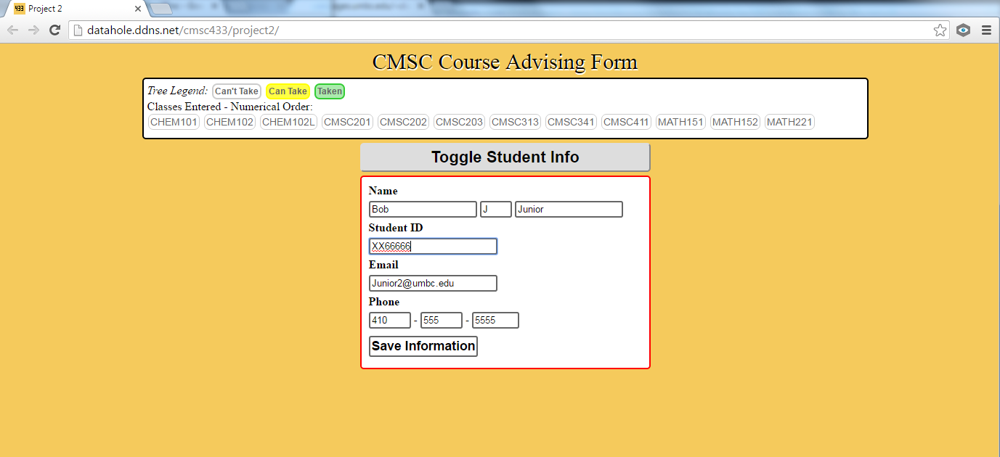 433 Project 2
datahole.ddns.net/cmsc433/project2/
CMSC Course Advising Form
Tree Legend: Can't Take Can Take Taken
Classes Entered - Numerical Order:
CHEM101 CHEM102 CHEM102L CMSC201 CMSC202 CMSC203 CMSC313 CMSC341 CMSC411 MATH151 MATH152 MATH221
Toggle Student Info
Name
Bob J Junior
Student ID
XX66666
Email
Junior2@umbc.edu
Phone
410 - 555 - 5555
Save Information